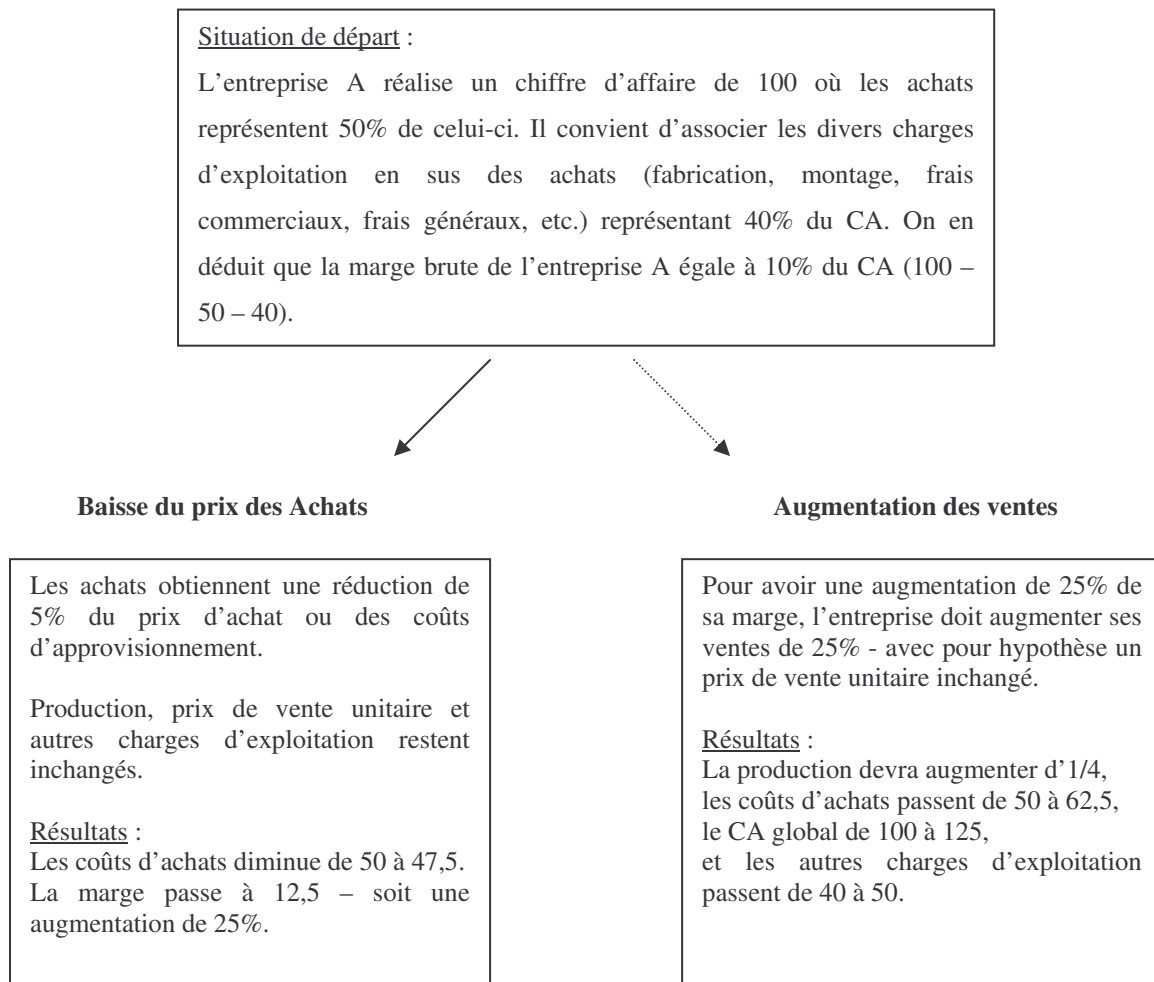 Situation de départ :
L’entreprise A réalise un chiffre d’affaire de 100 où les achats
représentent 50% de celui-ci. Il convient d’associer les divers charges
d’exploitation en sus des achats (fabrication, montage, frais
commerciaux, frais généraux, etc.) représentant 40% du CA. On en
déduit que la marge brute de l’entreprise A égale à 10% du CA (100 –
50 – 40).
Baisse du prix des Achats
Les achats obtiennent une réduction de
5% du prix d’achat ou des coûts
d’approvisionnement.
Production, prix de vente unitaire et
autres charges d’exploitation restent
inchangés.
Résultats :
Les coûts d’achats diminue de 50 à 47,5.
La marge passe à 12,5 – soit une
augmentation de 25%.
Augmentation des ventes
Pour avoir une augmentation de 25% de
sa marge, l’entreprise doit augmenter ses
ventes de 25% - avec pour hypothèse un
prix de vente unitaire inchangé.
Résultats :
La production devra augmenter d’1/4,
les coûts d’achats passent de 50 à 62,5,
le CA global de 100 à 125,
et les autres charges d’exploitation
passent de 40 à 50.